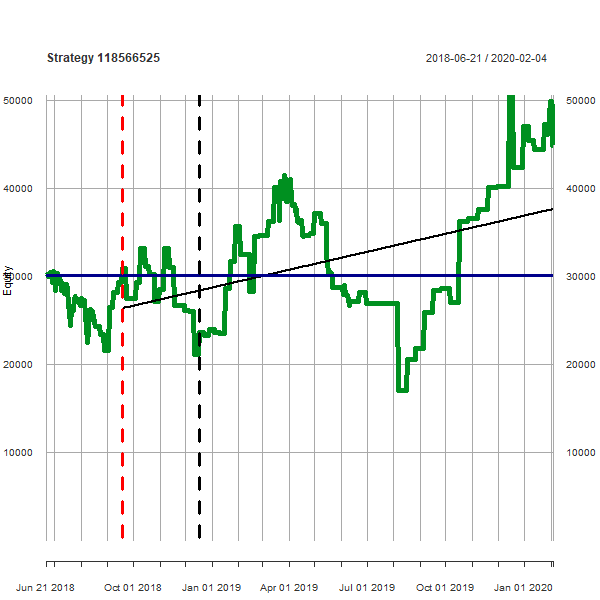 Strategy 118566525
2018-06-21 / 2020-02-04
50000
50000
40000
40000
30000
30000
20000
20000
10000
10000
Equity
Jun 21 2018
Oct 01 2018
Jan 01 2019
Apr 01 2019
Jul 01 2019
Oct 01 2019
Jan 01 2020